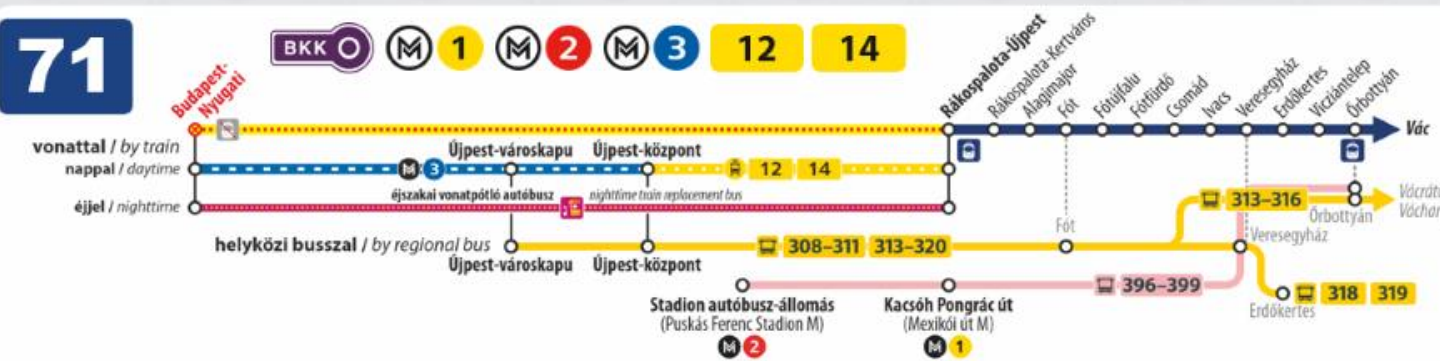 71
BKK
M 1 M 2 M 3 12 14
Budapest-
Nyugati
Rákospalota-Újpest
Rákospalota-Kertváros
Alagimajor
Fót
Fótújfalu
Fótfürdő
Csomád
Ivacs
Veresegyház
Erdőkertes
Vicziántelep
Őrbottyán
Vác
vonattal / by train
nappal / daytime
M 3
Újpest-városkapu
Újpest-központ
12 14
éjszakai vonatpótló autóbusz
nighttime train replacement bus
éjjel / nighttime
313–316
Őrbottyán
helyközi busszal / by regional bus
308–311 313–320
Fót
Veresegyház
Újpest-városkapu
Újpest-központ
396–399
318 319
Erdőkertes
Stadion autóbusz-állomás
(Puskás Ferenc Stadion M)
M 2
Kacsóh Pongrác út
(Mexikói út M)
M 1